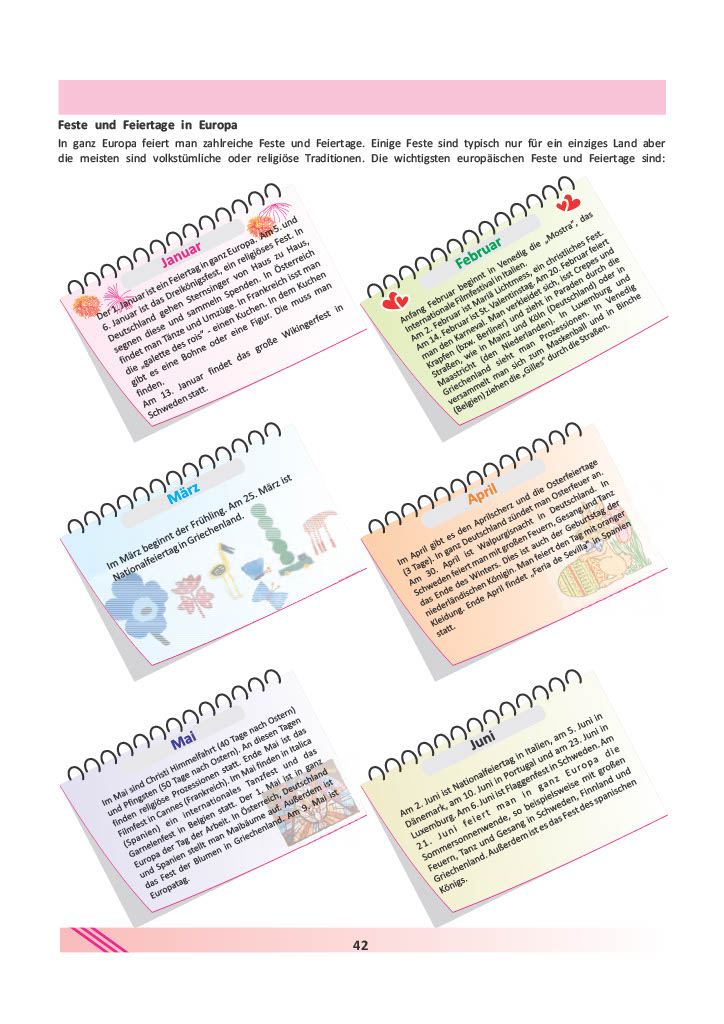 Feste und Feiertage in Europa
In ganz Europa feiert man zahlreiche Feste und Feiertage. Einige Feste sind typisch nur für ein einziges Land aber
die meisten sind volkstümliche oder religiöse Traditionen. Die wichtigsten europäischen Feste und Feiertage sind:
Januar
Der 1. Januar ist ein Feiertag in ganz Europa. Am 5. und
6. Januar ist das Dreikönigsfest, ein religiöses Fest. In
Deutschland gehen Sternsinger von Haus zu Haus,
segnen diese und sammeln Spenden. In Österreich
findet man Tänze und Umzüge. In Frankreich isst man
die „galette des rois" - einen Kuchen. In dem Kuchen
gibt es eine Bohne oder eine Figur. Die muss man
finden.
Am 13. Januar findet das große Wikingerfest in
Schweden statt.
Februar
Anfang Februar beginnt in Venedig die „Mostra", das
Internationale Filmfestival in Italien.
Am 2. Februar ist Mariä Lichtmess, ein christliches Fest.
Am 14. Februar ist St. Valentinstag. Am 20. Februar feiert
man den Karneval. Man verkleidet sich, isst Crepes und
Krapfen (bzw. Berliner) und zieht in Paraden durch die
Straßen, wie in Mainz und Köln (Deutschland) oder in
Maastricht (den Niederlanden). In Luxemburg und
Griechenland sieht man Prozessionen. In Venedig
versammelt man sich zum Maskenball und in Binche
(Belgien) ziehen die „Gilles" durch die Straßen.
März
Im März beginnt der Frühling. Am 25. März ist
Nationalfeiertag in Griechenland.
April
Im April gibt es den Aprilscherz und die Osterfeiertage
(3 Tage). In ganz Deutschland zündet man Osterfeuer an.
Am 30. April ist Walpurgisnacht in Deutschland. In
Schweden feiert man mit großen Feuern, Gesang und Tanz
das Ende des Winters. Dies ist auch der Geburtstag der
niederländischen Königin. Man feiert den Tag mit oranger
Kleidung. Ende April findet „Feria de Sevilla" in Spanien
statt.
Mai
Im Mai sind Christi Himmelfahrt (40 Tage nach Ostern)
und Pfingsten (50 Tage nach Ostern). An diesen Tagen
finden religiöse Prozessionen statt. Ende Mai ist das
Filmfest in Cannes (Frankreich). Im Mai finden in Italica
(Spanien) ein internationales Tanzfest und das
Garnelenfest in Belgien statt. Der 1. Mai ist in ganz
Europa der Tag der Arbeit. In Österreich, Deutschland
und Spanien stellt man Maibäume auf. Außerdem ist
das Fest der Blumen in Griechenland. Am 9. Mai ist
Europatag.
Juni
Am 2. Juni ist Nationalfeiertag in Italien, am 5. Juni in
Dänemark, am 10. Juni in Portugal und am 23. Juni in
Luxemburg. Am 6. Juni ist Flaggenfest in Schweden. Am
21. Juni feiert man in ganz Europa die
Sommersonnenwende, so beispielsweise mit großen
Feuern, Tanz und Gesang in Schweden, Finnland und
Griechenland. Außerdem ist es das Fest des spanischen
Königs.
42